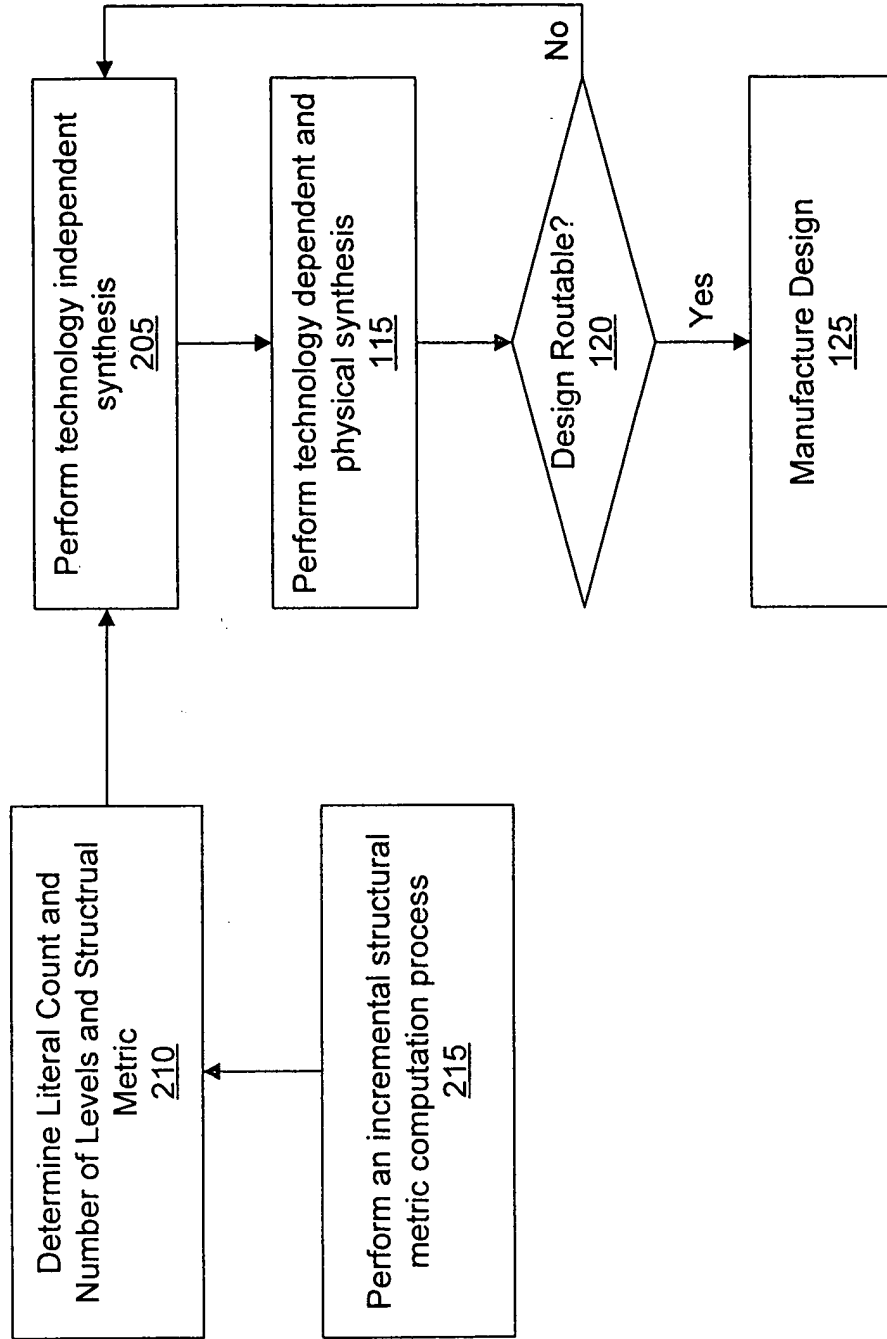 Determine Literal Count and
Number of Levels and Structrual
Metric
210
Perform an incremental structural
metric computation process
215
Perform technology independent
synthesis
205
Perform technology dependent and
physical synthesis
115
Design Routable?
120
No
Yes
Manufacture Design
125